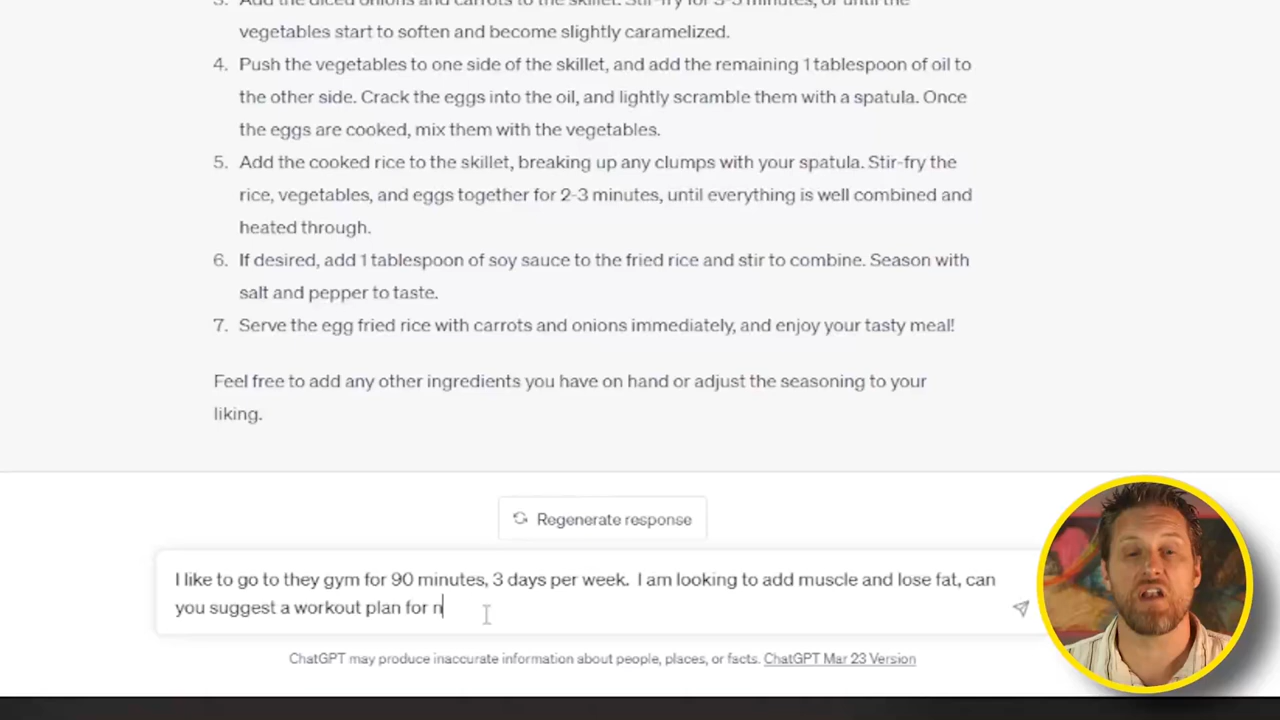 vegetables start to soften and become slightly caramelized.
4. Push the vegetables to one side of the skillet, and add the remaining 1 tablespoon of oil to
the other side. Crack the eggs into the oil, and lightly scramble them with a spatula. Once
the eggs are cooked, mix them with the vegetables.
5. Add the cooked rice to the skillet, breaking up any clumps with your spatula. Stir-fry the
rice, vegetables, and eggs together for 2-3 minutes, until everything is well combined and
heated through.
6. If desired, add 1 tablespoon of soy sauce to the fried rice and stir to combine. Season with
salt and pepper to taste.
7. Serve the egg fried rice with carrots and onions immediately, and enjoy your tasty meal!
Feel free to add any other ingredients you have on hand or adjust the seasoning to your
liking.
Regenerate response
I like to go to they gym for 90 minutes, 3 days per week. I am looking to add muscle and lose fat, can
you suggest a workout plan for n
ChatGPT may produce inaccurate information about people, places, or facts. ChatGPT Mar 23 Version